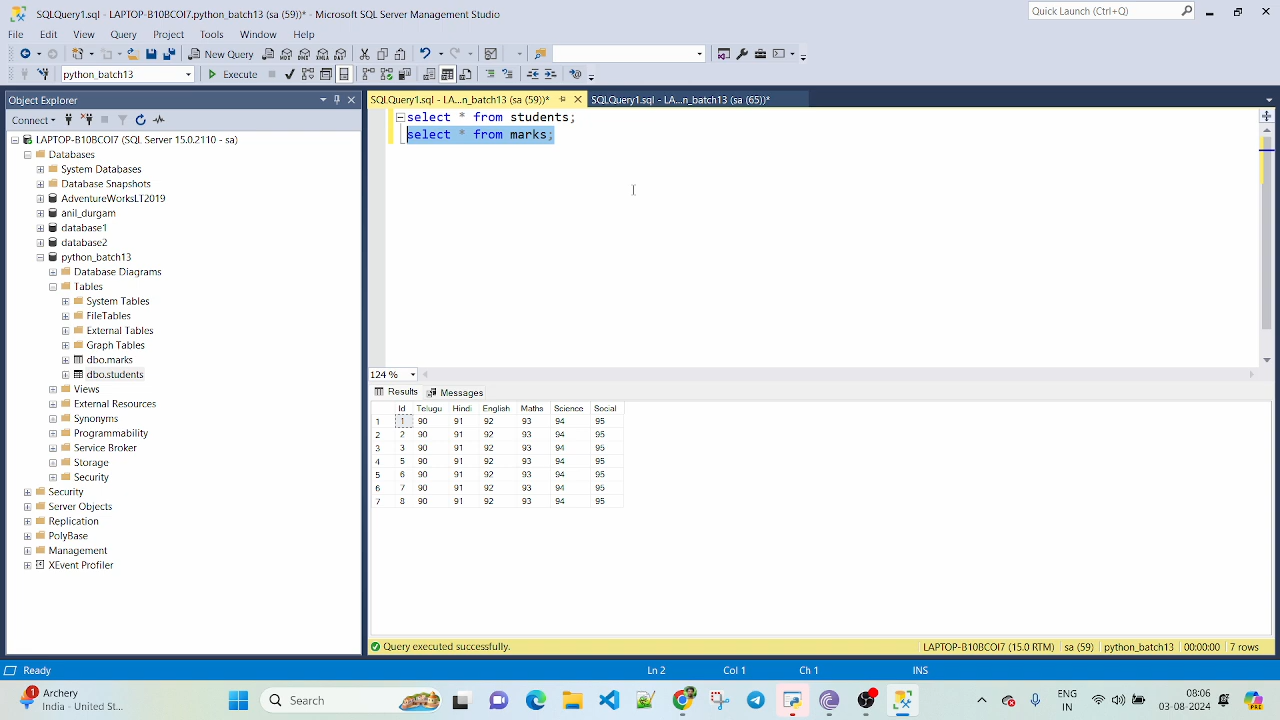 SQLQuery1.sql - LAPTOP-B10BCOI7.python_batch13 (sa (59))* - Microsoft SQL Server Management Studio
Quick Launch (Ctrl+Q)
File Edit View Query Project Tools Window Help
New Query
python_batch13 Execute
Object Explorer
SQLQuery1.sql - LA...n_batch13 (sa (59))* SQLQuery1.sql - LA...n_batch13 (sa (65))*
Connect
LAPTOP-B10BCOI7 (SQL Server 15.0.2110 - sa)
Databases
System Databases
Database Snapshots
AdventureWorksLT2019
anil_durgam
database1
database2
python_batch13
Database Diagrams
Tables
System Tables
FileTables
External Tables
Graph Tables
dbo.marks
dbo.students
Views
External Resources
Synonyms
Programmability
Service Broker
Storage
Security
Security
Server Objects
Replication
PolyBase
Management
XEvent Profiler
select * from students;
select * from marks;
124 %
Results Messages
Id Telugu Hindi English Maths Science Social
1 1 90 91 92 93 94 95
2 2 90 91 92 93 94 95
3 3 90 91 92 93 94 95
4 5 90 91 92 93 94 95
5 6 90 91 92 93 94 95
6 7 90 91 92 93 94 95
7 8 90 91 92 93 94 95
Query executed successfully. LAPTOP-B10BCOI7 (15.0 RTM) sa (59) python_batch13 00:00:00 7 rows
Ready Ln 2 Col 1 Ch 1 INS
1 Archery
India - United St...
Search
ENG
IN
08:06
03-08-2024
PRE